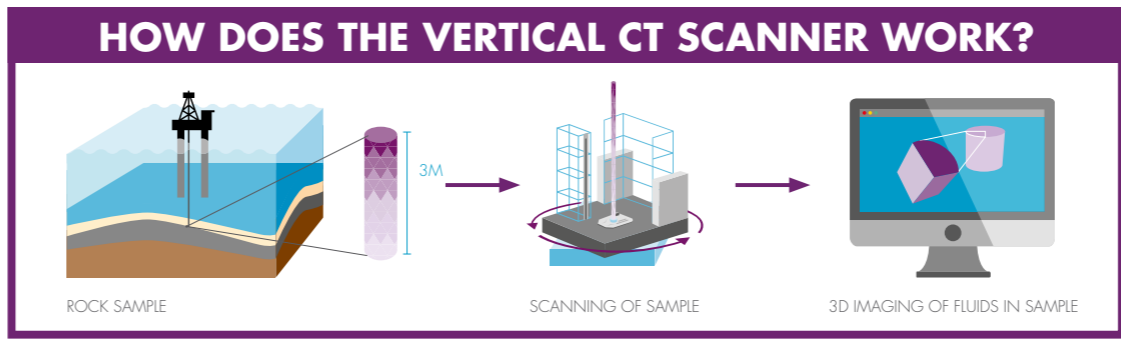 HOW DOES THE VERTICAL CT SCANNER WORK?
3M
ROCK SAMPLE
SCANNING OF SAMPLE
3D IMAGING OF FLUIDS IN SAMPLE